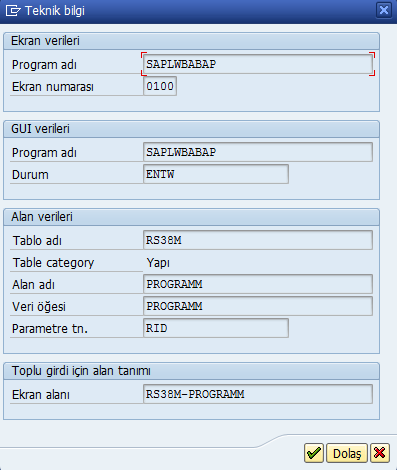 Teknik bilgi
Ekran verileri
Program adı SAPLWBABAP
Ekran numarası 0100
GUI verileri
Program adı SAPLWBABAP
Durum ENTW
Alan verileri
Tablo adı RS38M
Table category Yapı
Alan adı PROGRAMM
Veri öğesi PROGRAMM
Parametre tn. RID
Toplu girdi için alan tanımı
Ekran alanı RS38M-PROGRAMM
Dolaş